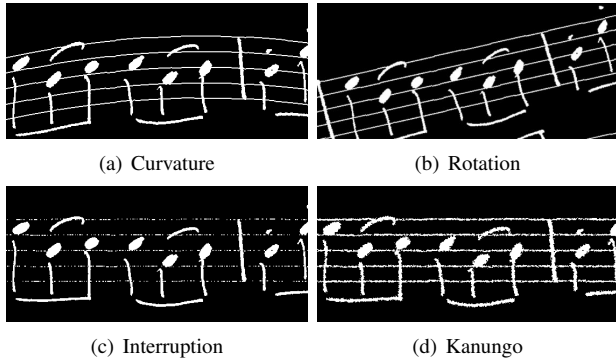 (a) Curvature
(b) Rotation
(c) Interruption
(d) Kanungo